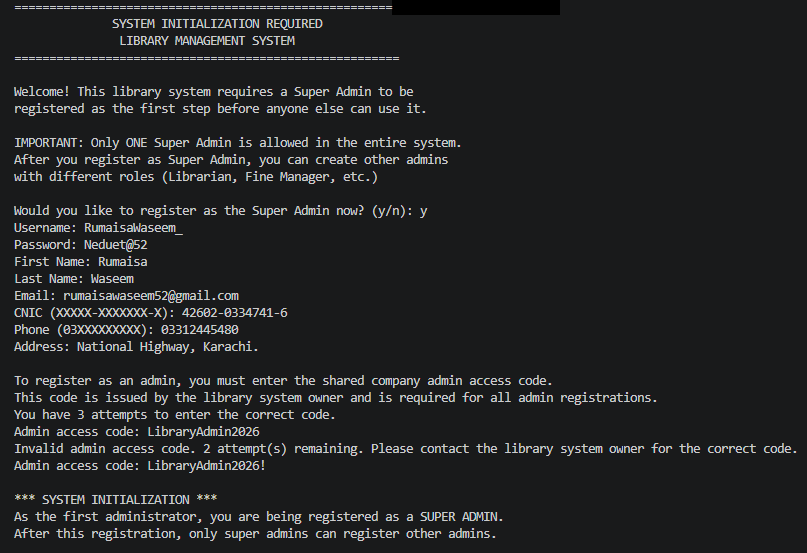 ======================================================
SYSTEM INITIALIZATION REQUIRED
LIBRARY MANAGEMENT SYSTEM
=======================================================
Welcome! This library system requires a Super Admin to be
registered as the first step before anyone else can use it.
IMPORTANT: Only ONE Super Admin is allowed in the entire system.
After you register as Super Admin, you can create other admins
with different roles (Librarian, Fine Manager, etc.)
Would you like to register as the Super Admin now? (y/n): y
Username: RumaisaWaseem_
Password: Neduet@52
First Name: Rumaisa
Last Name: Waseem
Email: rumaisawaseem52@gmail.com
CNIC (XXXXX-XXXXXXX-X): 42602-0334741-6
Phone (03XXXXXXXXX): 03312445480
Address: National Highway, Karachi.
To register as an admin, you must enter the shared company admin access code.
This code is issued by the library system owner and is required for all admin registrations.
You have 3 attempts to enter the correct code.
Admin access code: LibraryAdmin2026
Invalid admin access code. 2 attempt(s) remaining. Please contact the library system owner for the correct code.
Admin access code: LibraryAdmin2026!
*** SYSTEM INITIALIZATION ***
As the first administrator, you are being registered as a SUPER ADMIN.
After this registration, only super admins can register other admins.